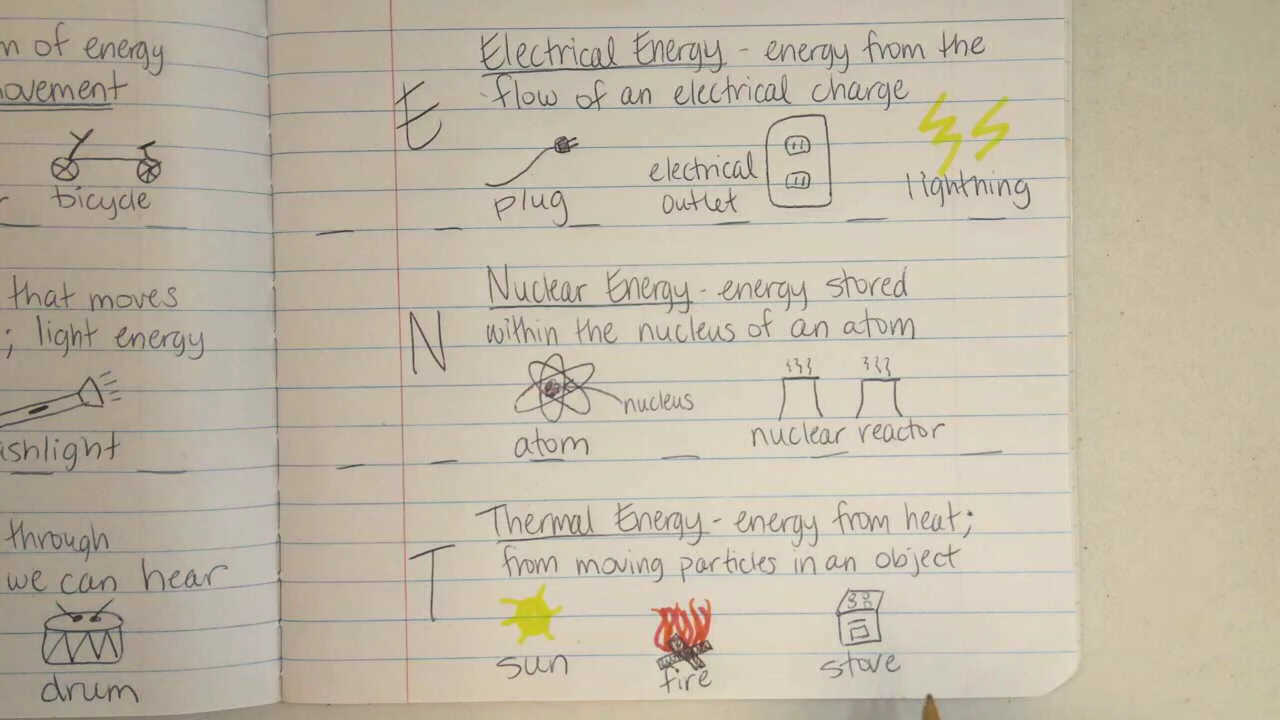 m of energy
ovement
bicycle
that moves
; light energy
ashlight
through
we can hear
drum
E
Electrical Energy - energy from the
flow of an electrical charge
plug
electrical
outlet
lightning
N
Nuclear Energy - energy stored
within the nucleus of an atom
nucleus
atom
nuclear reactor
T
Thermal Energy - energy from heat;
from moving particles in an object
sun
fire
stove